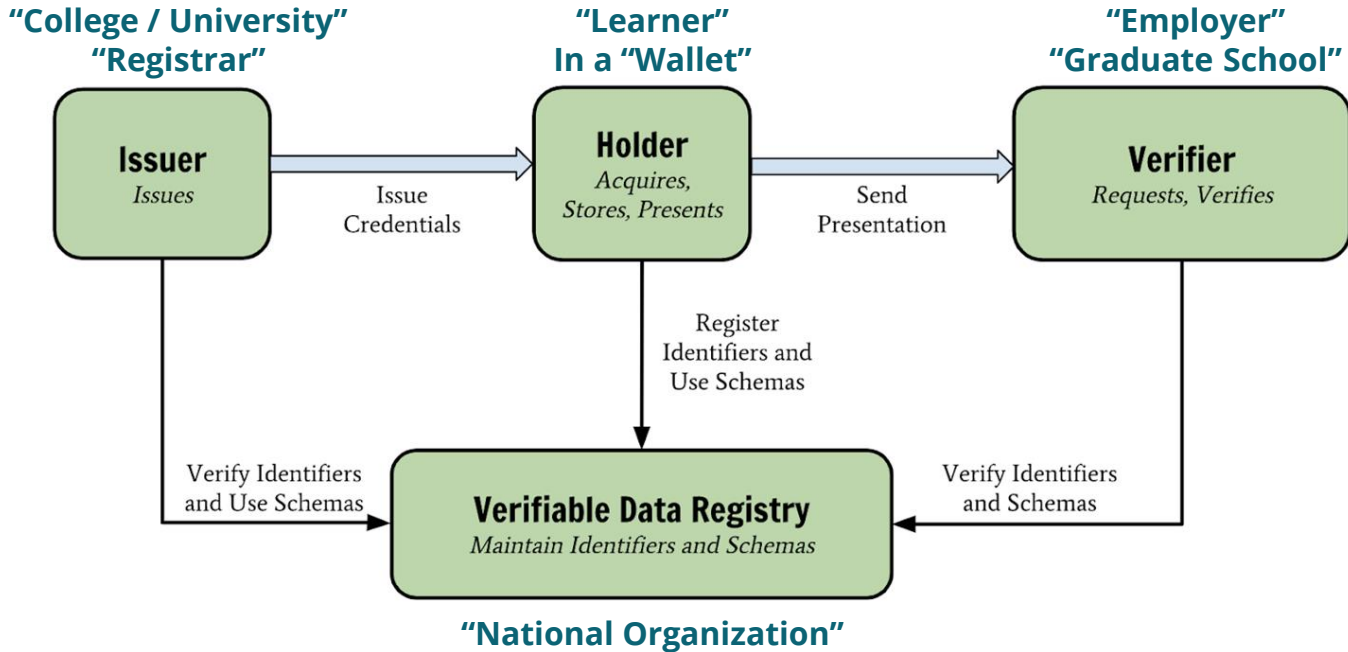 “College / University”
“Registrar”
“Learner”
In a “Wallet”
“Employer”
“Graduate School”
Issuer
Issues
Issue
Credentials
Holder
Acquires,
Stores, Presents
Send
Presentation
Verifier
Requests, Verifies
Register
Identifiers and
Use Schemas
Verify Identifiers
and Use Schemas
Verifiable Data Registry
Maintain Identifiers and Schemas
Verify Identifiers
and Schemas
“National Organization”